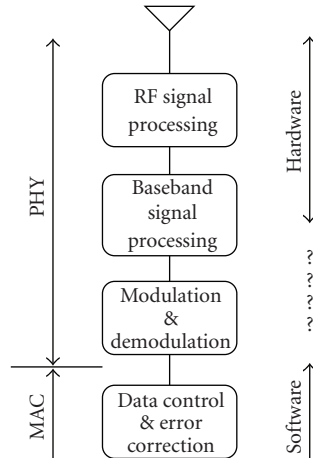 RF signal
processing
Baseband
signal
processing
Modulation
&
demodulation
Data control
& error
correction
PHY
MAC
Hardware
? ? ? ?
Software